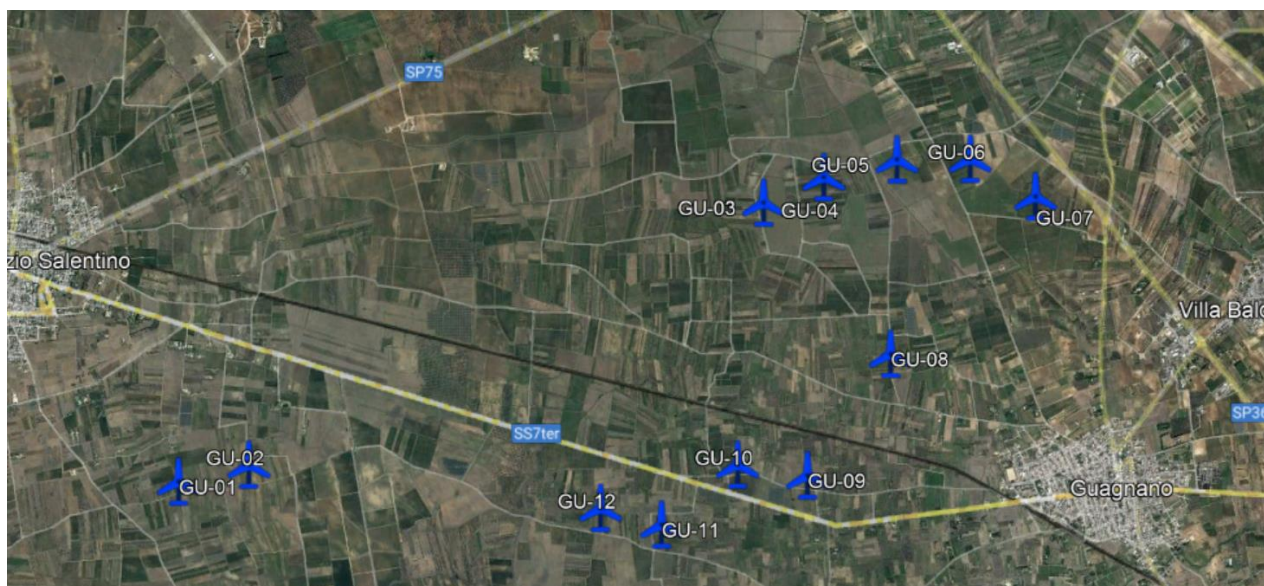 SP75
GU-05
GU-06
GU-03
GU-04
GU-07
zio Salentino
Villa Bald
GU-08
SP36
SS7ter
GU-02
GU-10
GU-01
GU-09
Guagnano
GU-12
GU-11